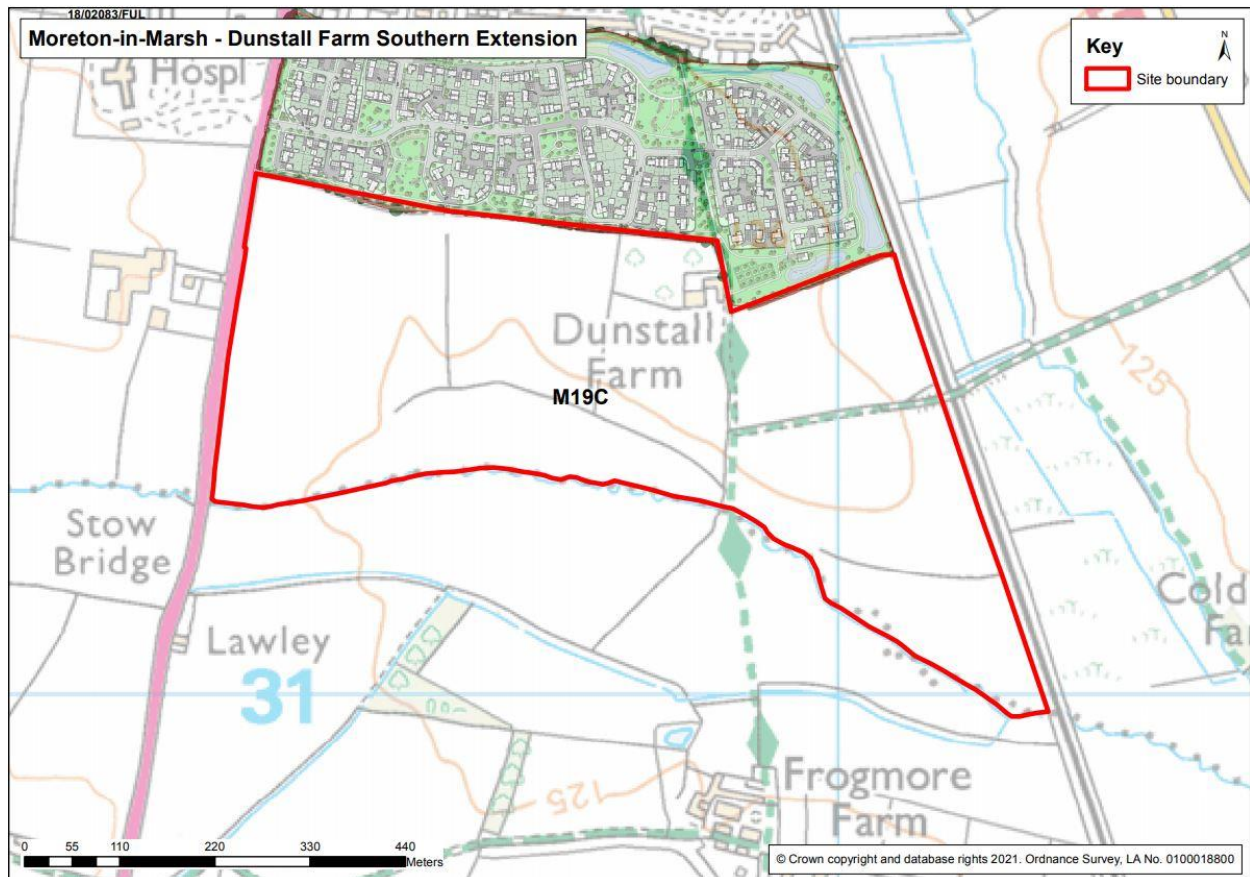 18/02083/FUL
Moreton-in-Marsh - Dunstall Farm Southern Extension
Key
N
Site boundary
Hospl
Dunstall
Farm
M19C
125
Stow
Bridge
Lawley
31
Cold
Fa
125
Frogmore
Farm
0 55 110 220 330 440
Meters
© Crown copyright and database rights 2021. Ordnance Survey, LA No. 0100018800